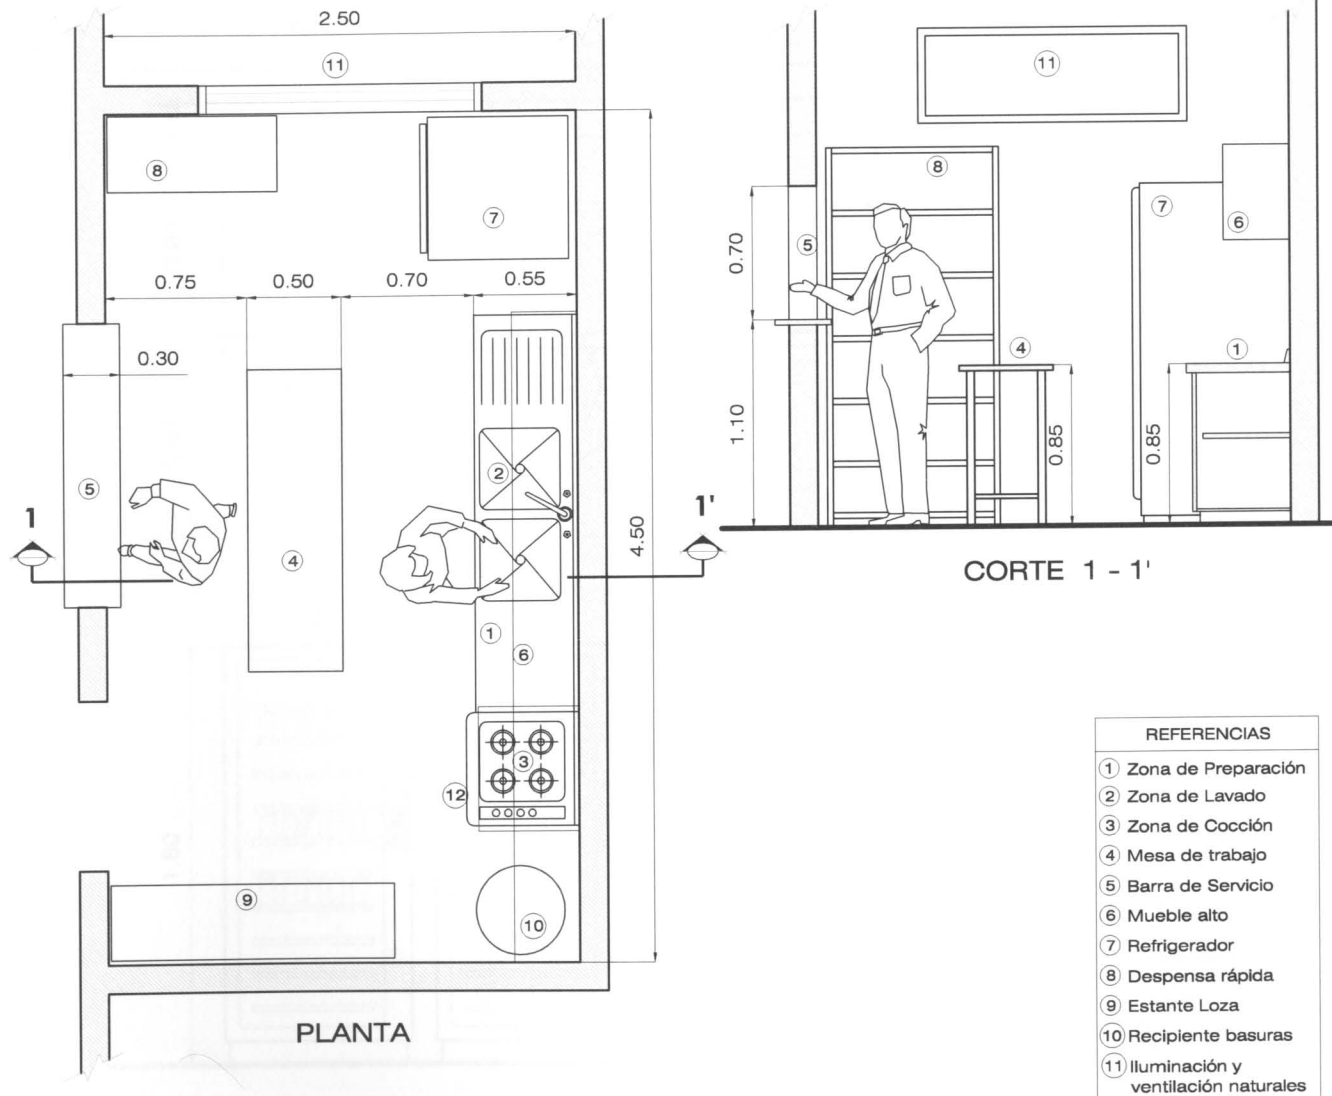 2.50
11
8
7
0.75
0.50
0.70
0.55
0.30
5
2
4
1
1'
4.50
1
6
3
12
9
10
PLANTA
11
8
7
6
5
0.70
4
1
1.10
0.85
0.85
CORTE 1 - 1'
REFERENCIAS
1 Zona de Preparación
2 Zona de Lavado
3 Zona de Cocción
4 Mesa de trabajo
5 Barra de Servicio
6 Mueble alto
7 Refrigerador
8 Despensa rápida
9 Estante Loza
10 Recipiente basuras
11 Iluminación y
ventilación naturales